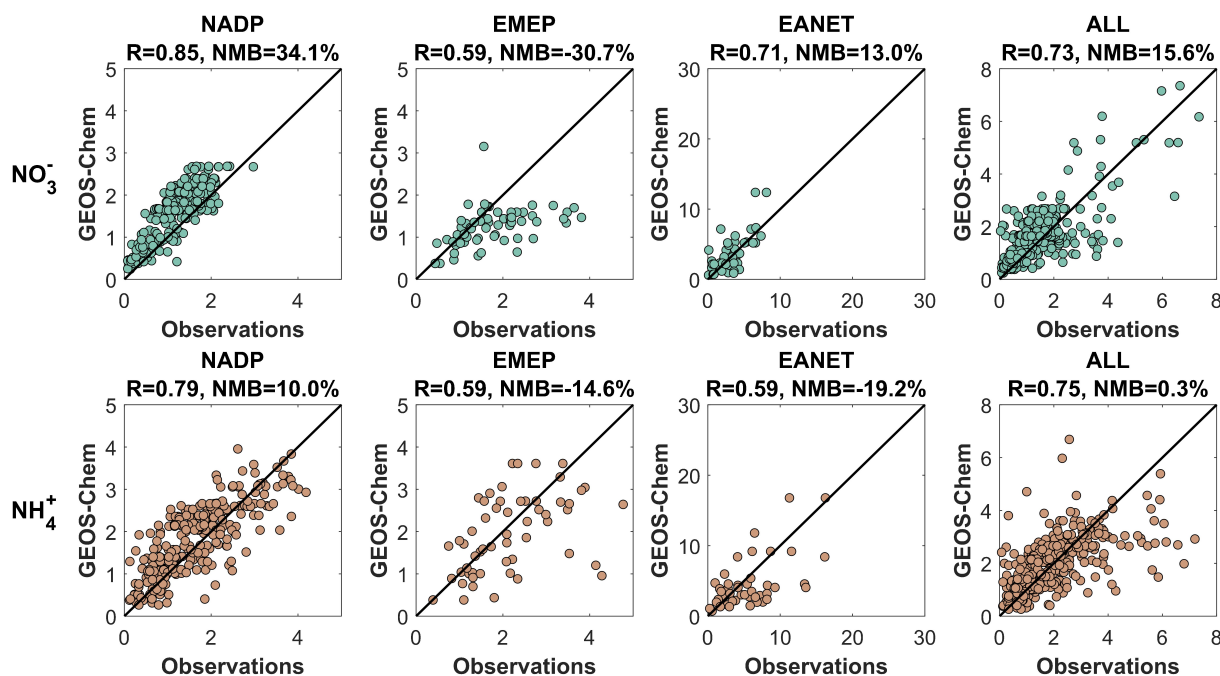 NADP
R=0.85, NMB=34.1%
EMEP
R=0.59, NMB=-30.7%
EANET
R=0.71, NMB=13.0%
ALL
R=0.73, NMB=15.6%
NO3-
GEOS-Chem
5
4
3
2
1
0
0 2 4
Observations
GEOS-Chem
5
4
3
2
1
0
0 2 4
Observations
GEOS-Chem
30
20
10
0
0 10 20 30
Observations
GEOS-Chem
8
6
4
2
0
0 2 4 6 8
Observations
NADP
R=0.79, NMB=10.0%
EMEP
R=0.59, NMB=-14.6%
EANET
R=0.59, NMB=-19.2%
ALL
R=0.75, NMB=0.3%
NH4+
GEOS-Chem
5
4
3
2
1
0
0 2 4
Observations
GEOS-Chem
5
4
3
2
1
0
0 2 4
Observations
GEOS-Chem
30
20
10
0
0 10 20 30
Observations
GEOS-Chem
8
6
4
2
0
0 2 4 6 8
Observations